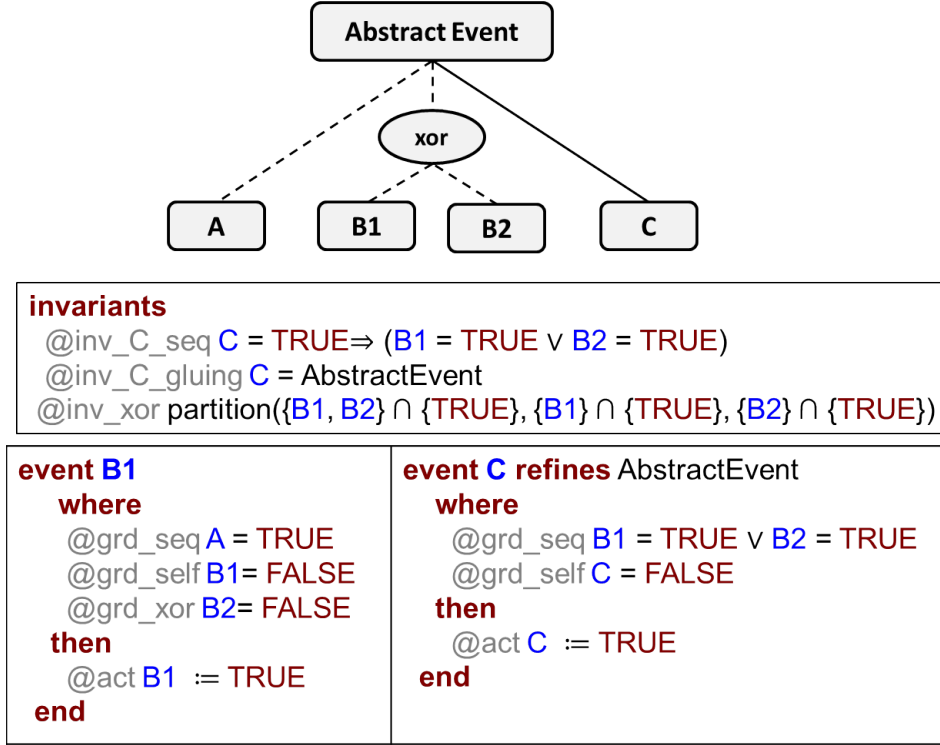 Abstract Event
xor
A
B1
B2
C
invariants
@inv_C_seq C = TRUE⇒ (B1 = TRUE ∨ B2 = TRUE)
@inv_C_gluing C = AbstractEvent
@inv_xor partition({B1, B2} ∩ {TRUE}, {B1} ∩ {TRUE}, {B2} ∩ {TRUE})
event B1
where
@grd_seq A = TRUE
@grd_self B1= FALSE
@grd_xor B2= FALSE
then
@act B1 := TRUE
end
event C refines AbstractEvent
where
@grd_seq B1 = TRUE ∨ B2 = TRUE
@grd_self C = FALSE
then
@act C := TRUE
end